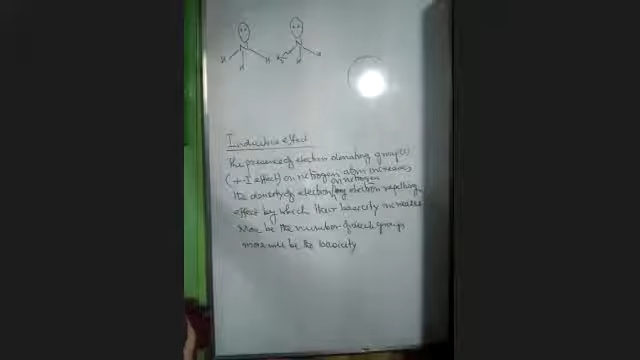 N N
H H H H
H H
Inductive effect
The presence of electron donating group(s)
(+I effect) on nitrogen atom increases
the density of electron on nitrogen by electron repelling
effect by which their basicity increases
More be the number of such groups
more will be the basicity